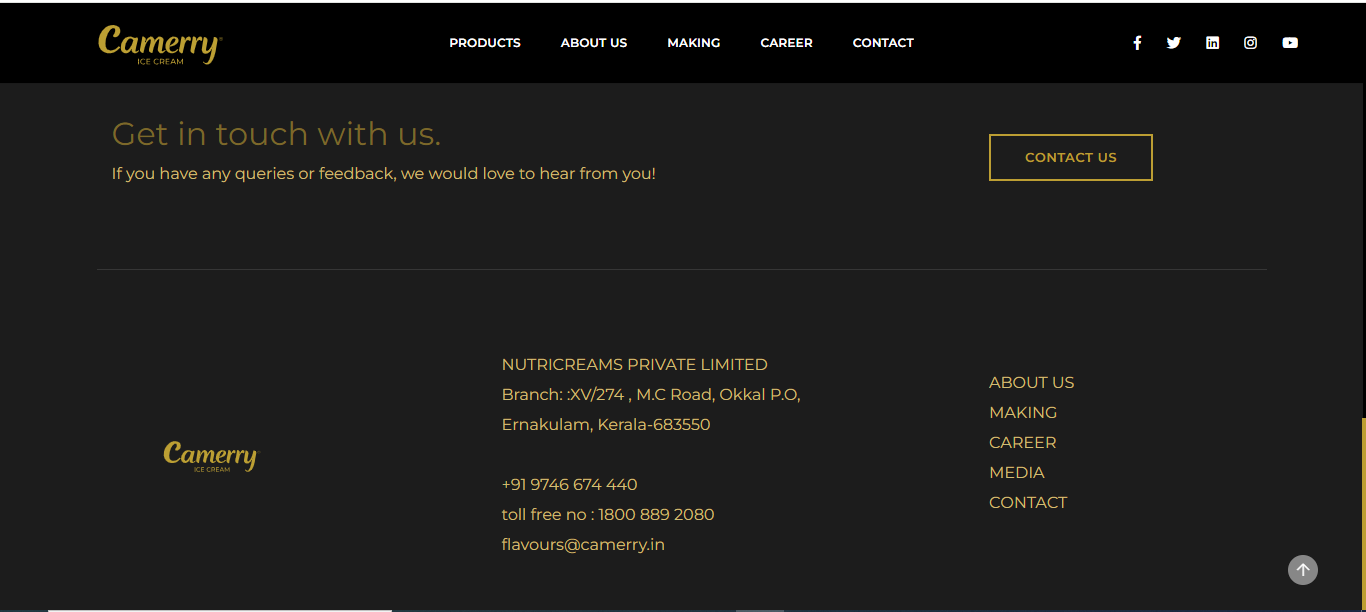 Camerry
ICE CREAM
PRODUCTS
ABOUT US
MAKING
CAREER
CONTACT
Get in touch with us.
If you have any queries or feedback, we would love to hear from you!
CONTACT US
Camerry
ICE CREAM
NUTRICREAMS PRIVATE LIMITED
Branch: :XV/274 , M.C Road, Okkal P.O,
Ernakulam, Kerala-683550
+91 9746 674 440
toll free no : 1800 889 2080
flavours@camerry.in
ABOUT US
MAKING
CAREER
MEDIA
CONTACT